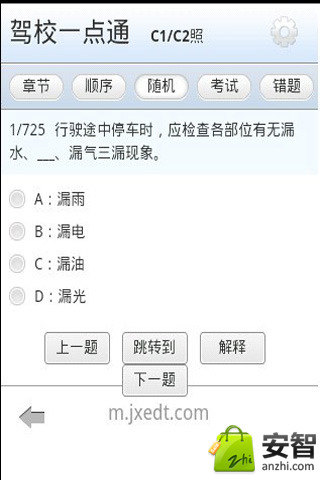 驾校一点通 C1/C2照
章节 顺序 随机 考试 错题
1/725 行驶途中停车时，应检查各部位有无漏
水、___、漏气三漏现象。
A：漏雨
B：漏电
C：漏油
D：漏光
上一题 跳转到 解释
下一题
m.jxedt.com
zhi 安智
anzhi.com